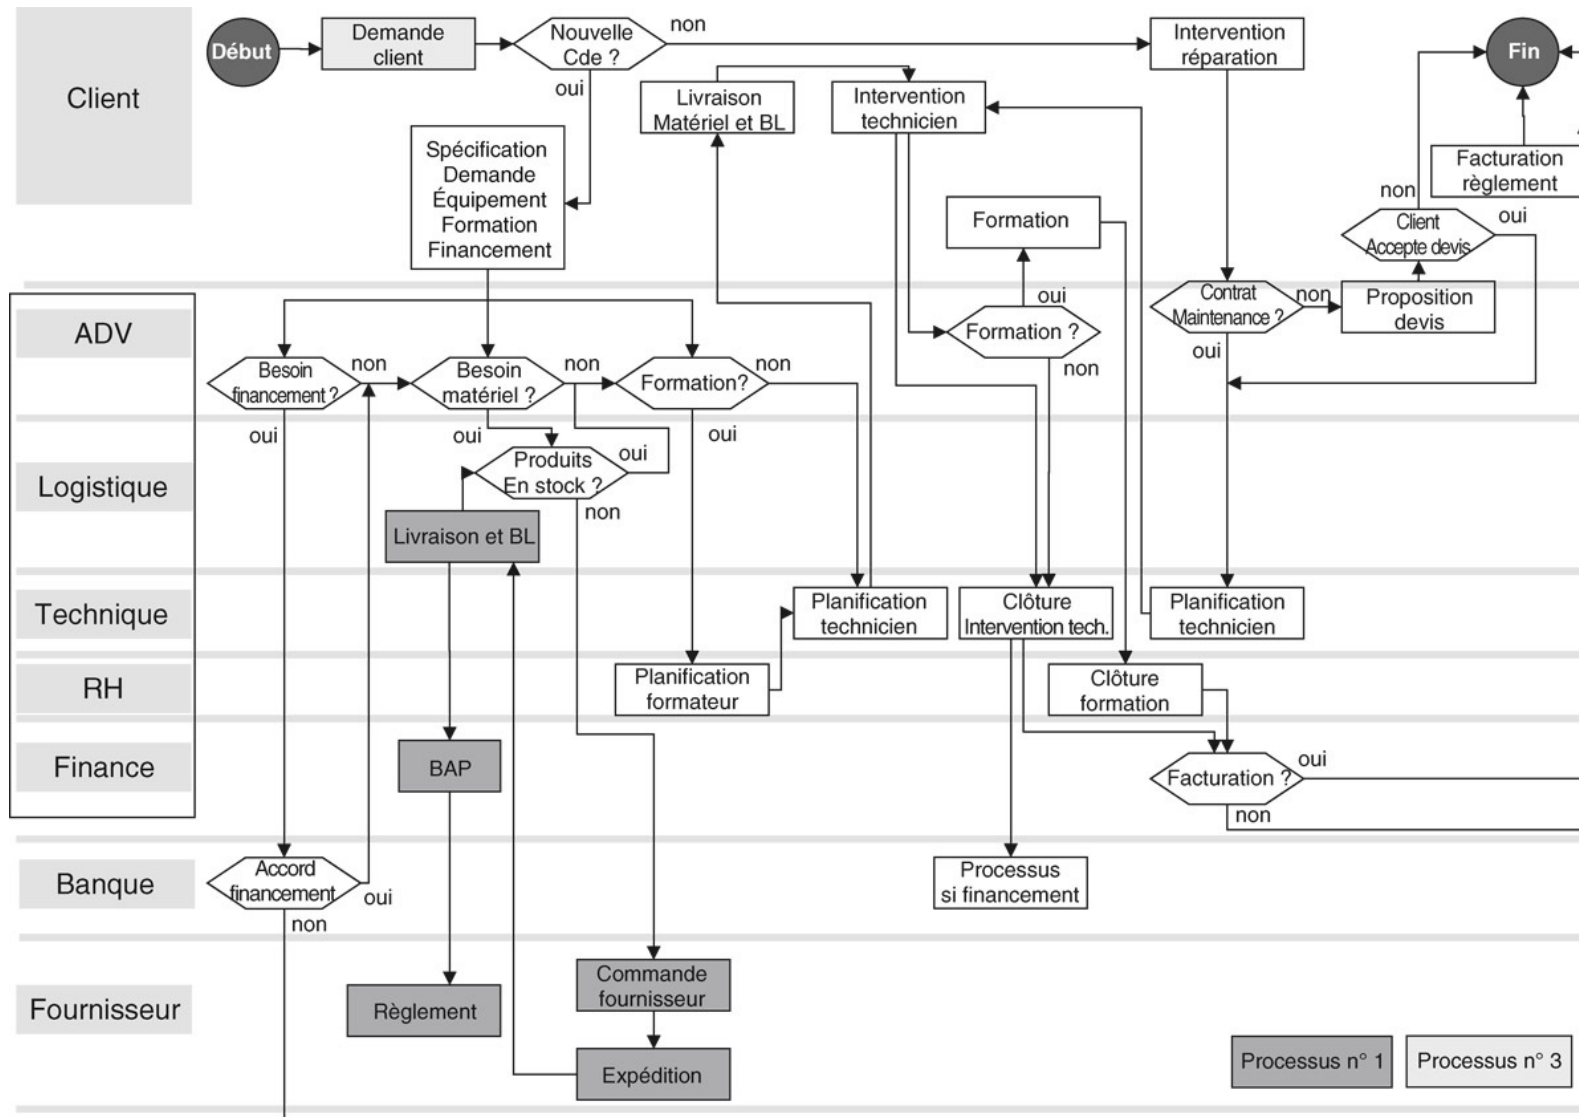 Client
Début
Demande
client
Nouvelle
Cde ?
non
oui
Intervention
réparation
Fin
Livraison
Matériel et BL
Intervention
technicien
Spécification
Demande
Équipement
Formation
Financement
Facturation
règlement
non
oui
Client
Accepte devis
Formation
oui
ADV
Formation ?
non
Contrat
Maintenance ?
non
oui
Proposition
devis
Besoin
financement ?
non
oui
Besoin
matériel ?
non
oui
Formation?
non
oui
Logistique
Produits
En stock ?
oui
non
Livraison et BL
Technique
Planification
technicien
Clôture
Intervention tech.
Planification
technicien
RH
Planification
formateur
Clôture
formation
Finance
BAP
Facturation ?
oui
non
Banque
Accord
financement
oui
non
Processus
si financement
Fournisseur
Règlement
Commande
fournisseur
Expédition
Processus n° 1
Processus n° 3